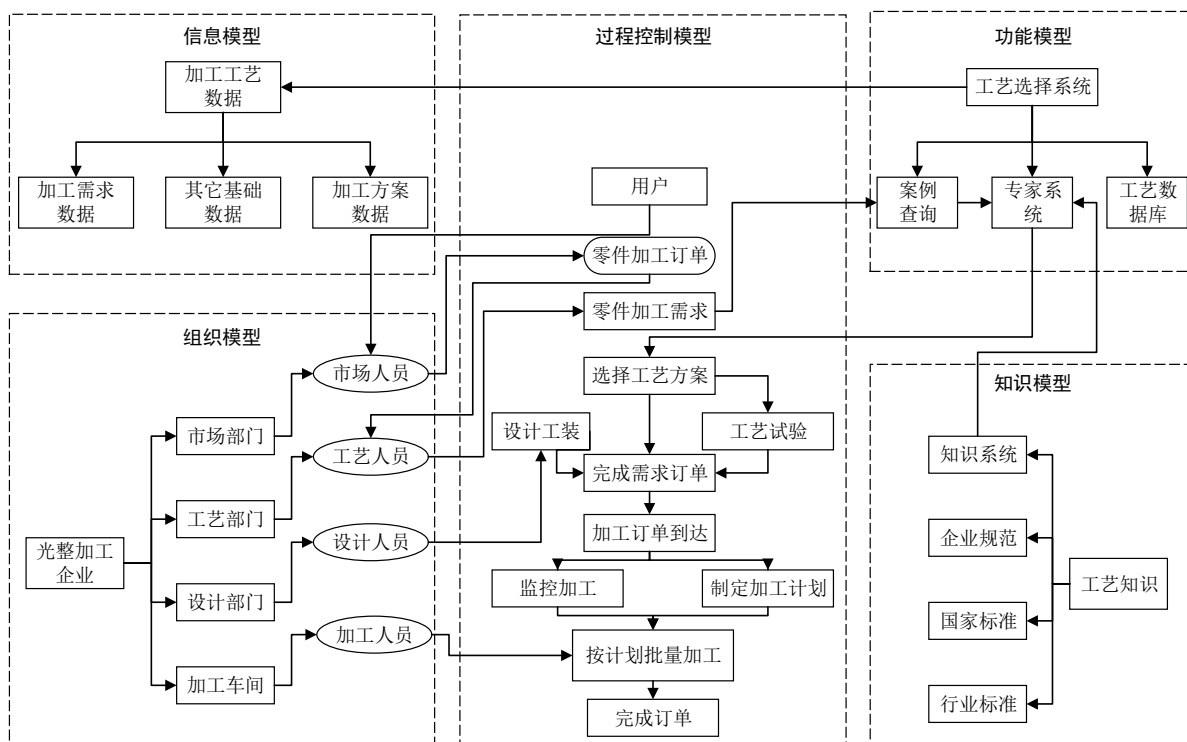 信息模型
加工工艺
数据
加工需求
数据
其它基础
数据
加工方案
数据
过程控制模型
用户
零件加工订单
零件加工需求
选择工艺方案
设计工装
工艺试验
完成需求订单
加工订单到达
监控加工
制定加工计划
按计划批量加工
完成订单
功能模型
工艺选择系统
案例
查询
专家系
统
工艺数
据库
组织模型
光整加工
企业
市场部门
工艺部门
设计部门
加工车间
市场人员
工艺人员
设计人员
加工人员
知识模型
知识系统
企业规范
国家标准
行业标准
工艺知识